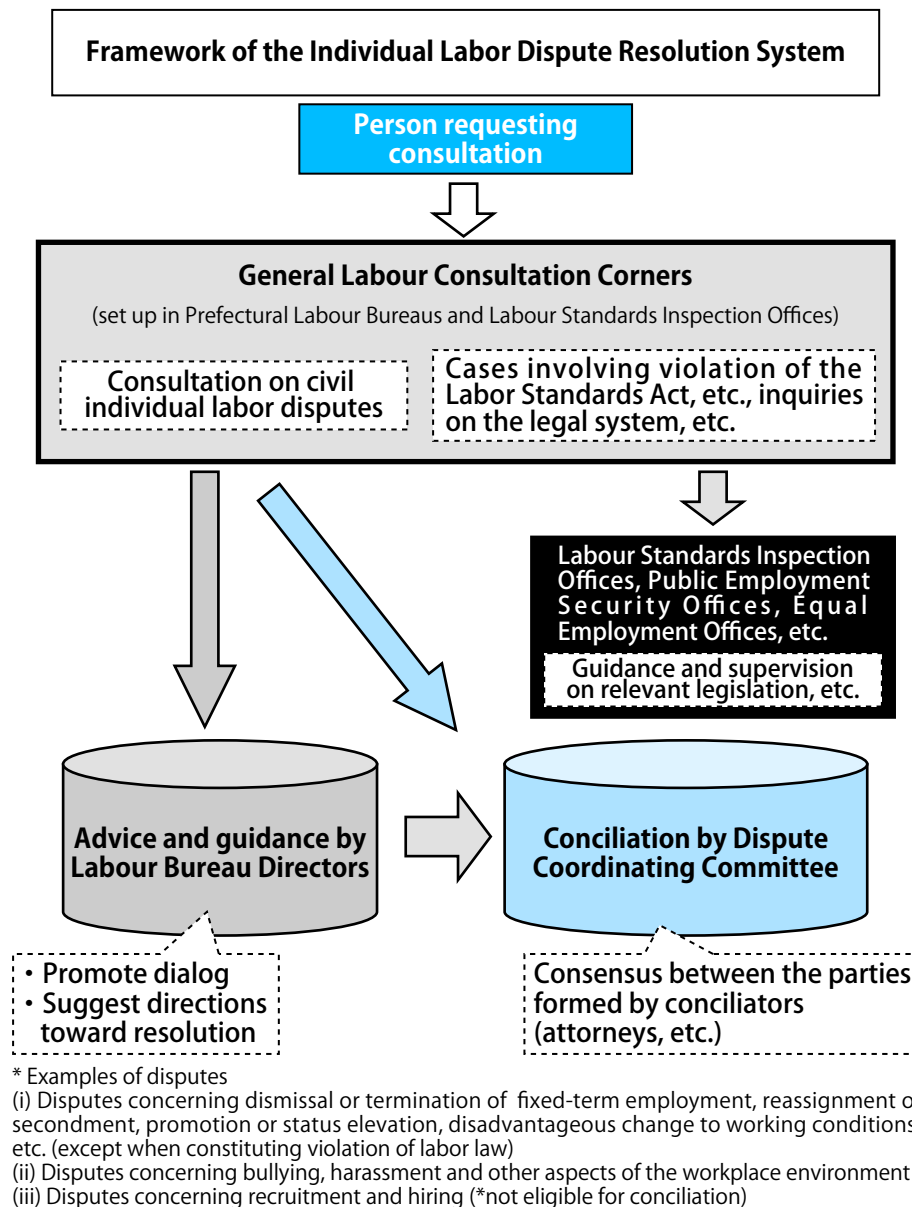 Framework of the Individual Labor Dispute Resolution System
Person requesting
consultation
General Labour Consultation Corners
(set up in Prefectural Labour Bureaus and Labour Standards Inspection Offices)
Consultation on civil
individual labor disputes
Cases involving violation of the
Labor Standards Act, etc., inquiries
on the legal system, etc.
Labour Standards Inspection
Offices, Public Employment
Security Offices, Equal
Employment Offices, etc.
Guidance and supervision
on relevant legislation, etc.
Advice and guidance by
Labour Bureau Directors
Conciliation by Dispute
Coordinating Committee
・Promote dialog
・Suggest directions
toward resolution
Consensus between the parties
formed by conciliators
(attorneys, etc.)
* Examples of disputes
(i) Disputes concerning dismissal or termination of fixed-term employment, reassignment o
secondment, promotion or status elevation, disadvantageous change to working conditions
etc. (except when constituting violation of labor law)
(ii) Disputes concerning bullying, harassment and other aspects of the workplace environment
(iii) Disputes concerning recruitment and hiring (*not eligible for conciliation)